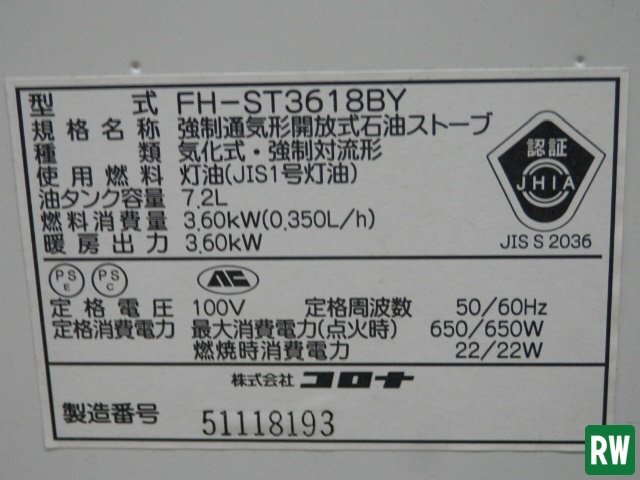 型式 FH-ST3618BY
規格名称 強制通気形開放式石油ストーブ
種類 気化式・強制対流形
使用燃料 灯油(JIS1号灯油)
油タンク容量 7.2L
燃料消費量 3.60kW(0.350L/h)
暖房出力 3.60kW
認証
JHIA
JIS S 2036
PS E
PS C
定格電圧 100V 定格周波数 50/60Hz
定格消費電力 最大消費電力(点火時) 650/650W
燃焼時消費電力 22/22W
株式会社 コロナ
製造番号 51118193
RW